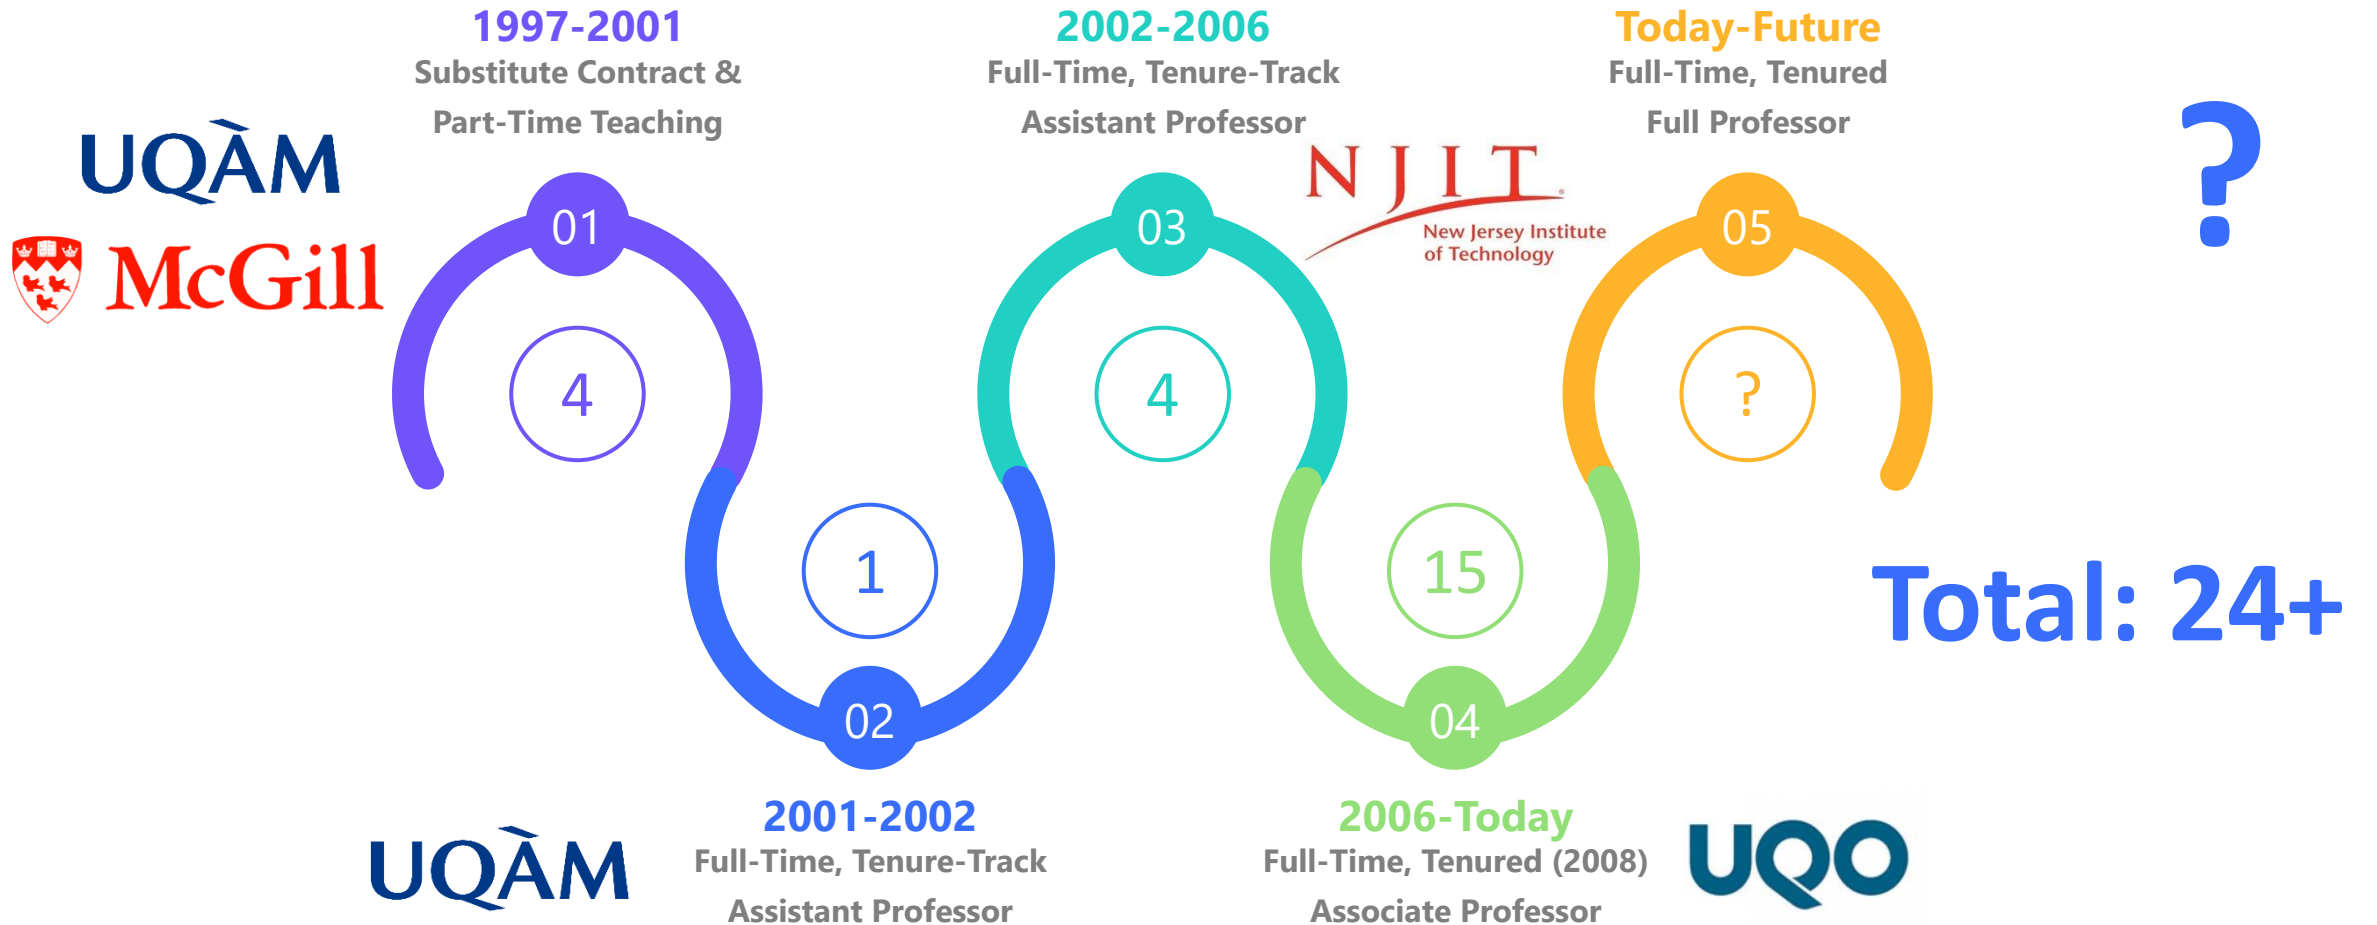 1997-2001
Substitute Contract &
Part-Time Teaching
UQÀM
McGill
01
4
2002-2006
Full-Time, Tenure-Track
Assistant Professor
NJIT
New Jersey Institute
of Technology
03
4
Today-Future
Full-Time, Tenured
Full Professor
05
?
?
1
02
2001-2002
Full-Time, Tenure-Track
Assistant Professor
UQÀM
15
04
2006-Today
Full-Time, Tenured (2008)
Associate Professor
UQO
Total: 24+